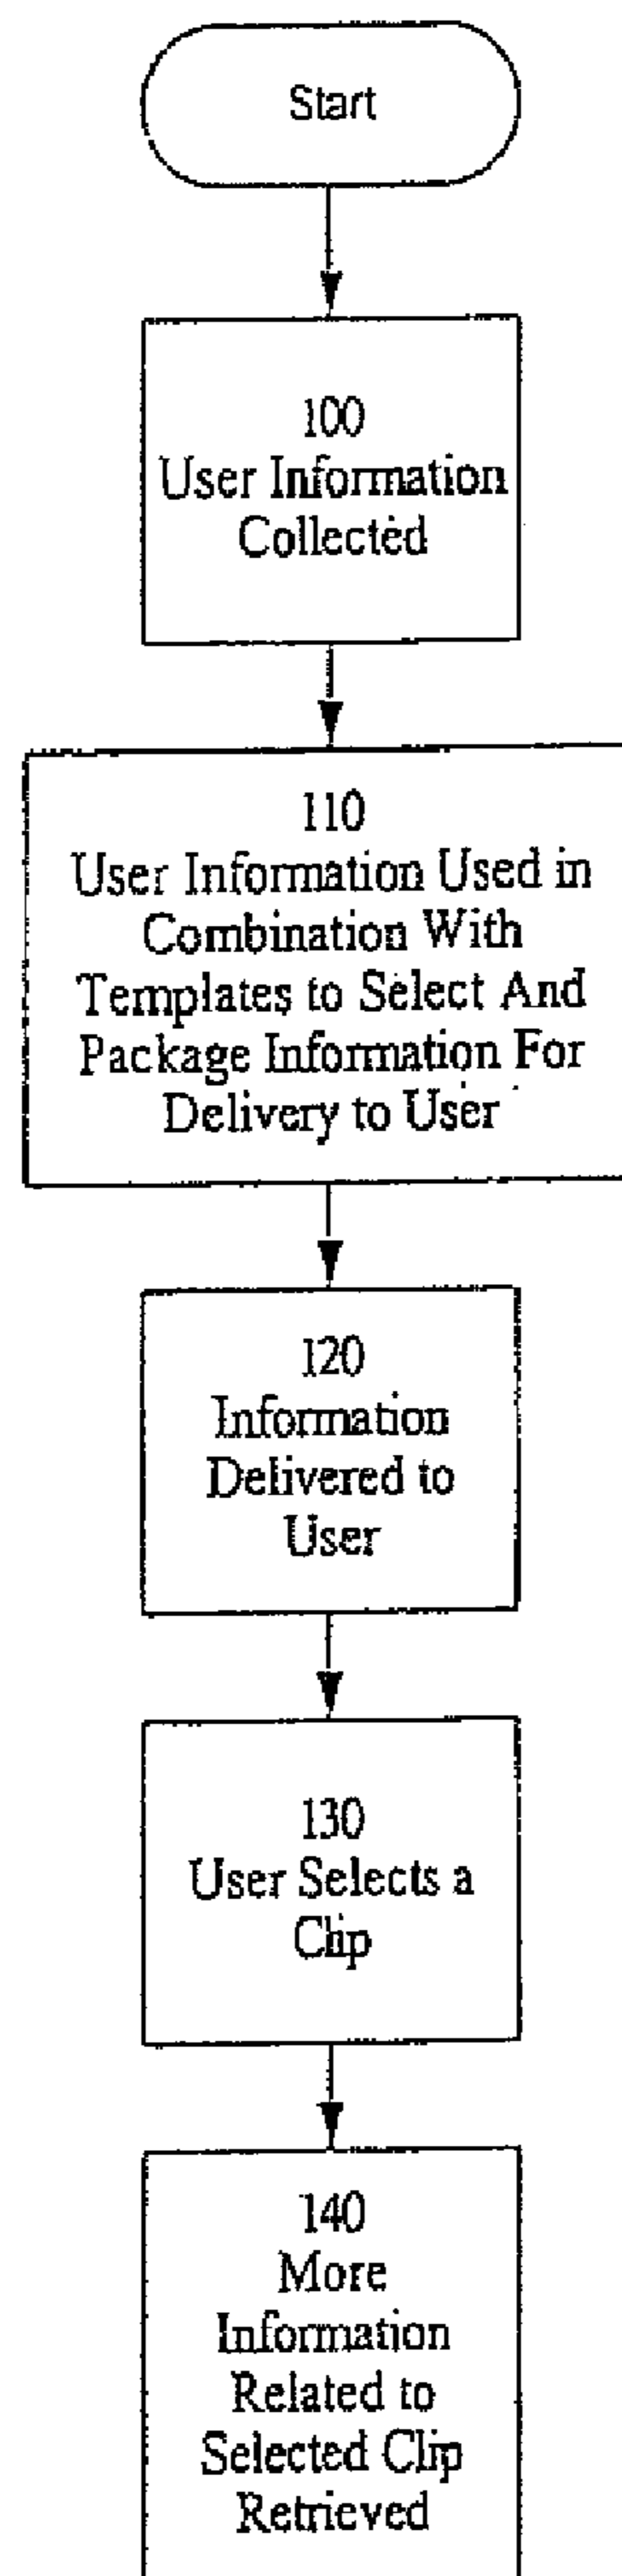 Start
100
User Information
Collected
110
User Information Used in
Combination With
Templates to Select And
Package Information For
Delivery to User
120
Information
Delivered to
User
130
User Selects a
Clip
140
More
Information
Related to
Selected Clip
Retrieved